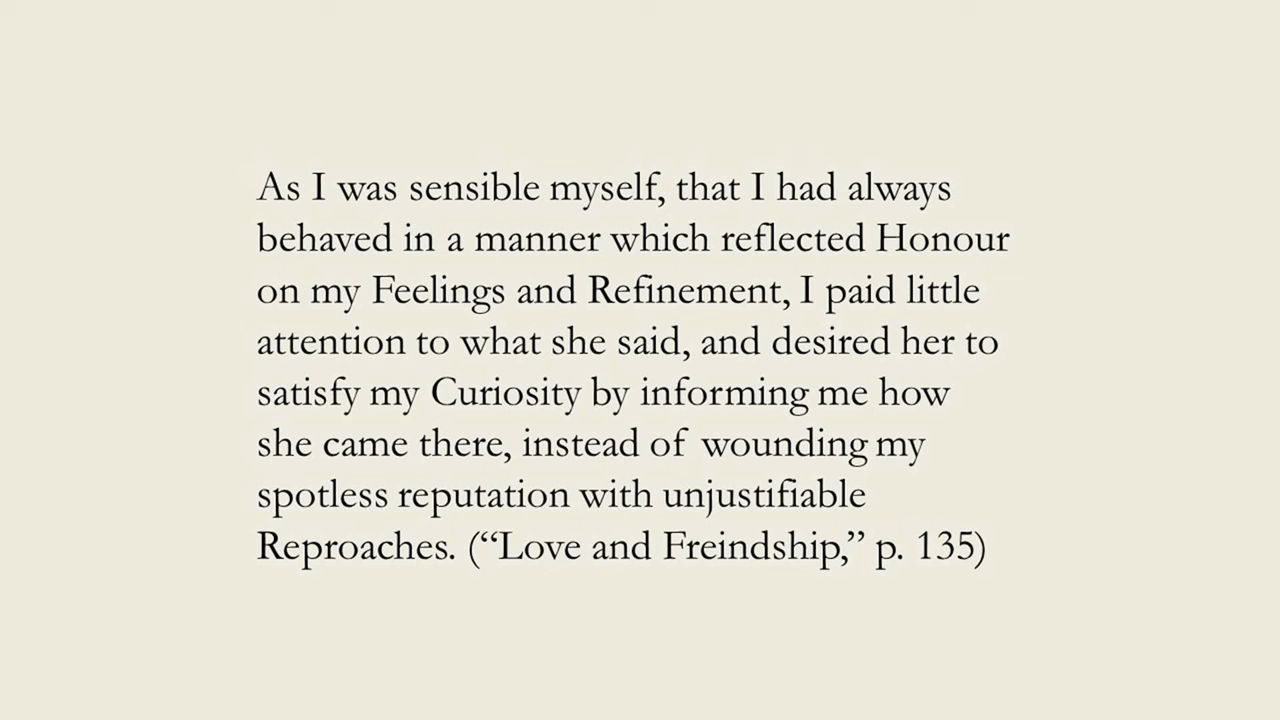 As I was sensible myself, that I had always
behaved in a manner which reflected Honour
on my Feelings and Refinement, I paid little
attention to what she said, and desired her to
satisfy my Curiosity by informing me how
she came there, instead of wounding my
spotless reputation with unjustifiable
Reproaches. (“Love and Freindship,” p. 135)